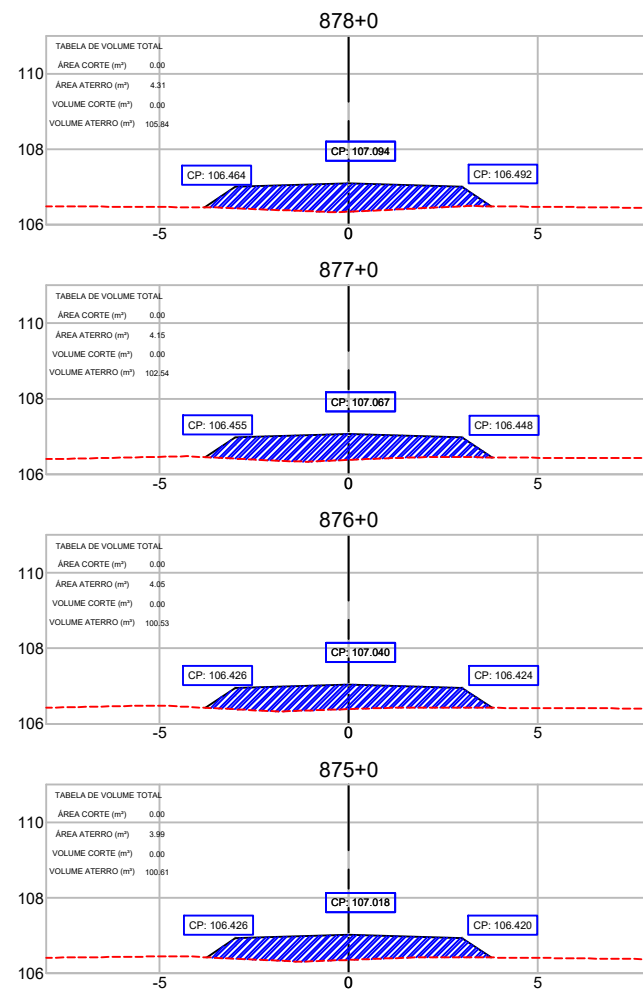 878+0
TABELA DE VOLUME TOTAL
ÁREA CORTE (m²) 0.00
ÁREA ATERRO (m²) 4.31
VOLUME CORTE (m³) 0.00
VOLUME ATERRO (m³) 105.84
110
108
106
CP: 107.094
CP: 106.464
CP: 106.492
-5 0 5
877+0
TABELA DE VOLUME TOTAL
ÁREA CORTE (m²) 0.00
ÁREA ATERRO (m²) 4.15
VOLUME CORTE (m³) 0.00
VOLUME ATERRO (m³) 102.54
110
108
106
CP: 107.067
CP: 106.455
CP: 106.448
-5 0 5
876+0
TABELA DE VOLUME TOTAL
ÁREA CORTE (m²) 0.00
ÁREA ATERRO (m²) 4.05
VOLUME CORTE (m³) 0.00
VOLUME ATERRO (m³) 100.53
110
108
106
CP: 107.040
CP: 106.426
CP: 106.424
-5 0 5
875+0
TABELA DE VOLUME TOTAL
ÁREA CORTE (m²) 0.00
ÁREA ATERRO (m²) 3.99
VOLUME CORTE (m³) 0.00
VOLUME ATERRO (m³) 100.61
110
108
106
CP: 107.018
CP: 106.426
CP: 106.420
-5 0 5